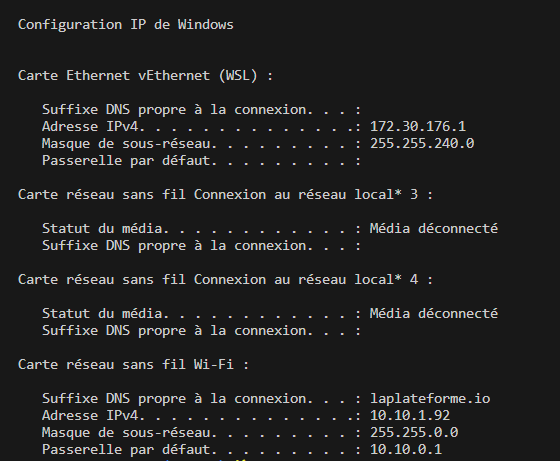 Configuration IP de Windows
Carte Ethernet vEthernet (WSL) :
Suffixe DNS propre à la connexion. . . :
Adresse IPv4. . . . . . . . . . . . . .: 172.30.176.1
Masque de sous-réseau. . . . . . . . . : 255.255.240.0
Passerelle par défaut. . . . . . . . . :
Carte réseau sans fil Connexion au réseau local* 3 :
Statut du média. . . . . . . . . . . . : Média déconnecté
Suffixe DNS propre à la connexion. . . :
Carte réseau sans fil Connexion au réseau local* 4 :
Statut du média. . . . . . . . . . . . : Média déconnecté
Suffixe DNS propre à la connexion. . . :
Carte réseau sans fil Wi-Fi :
Suffixe DNS propre à la connexion. . . : laplateforme.io
Adresse IPv4. . . . . . . . . . . . . .: 10.10.1.92
Masque de sous-réseau. . . . . . . . . : 255.255.0.0
Passerelle par défaut. . . . . . . . . : 10.10.0.1